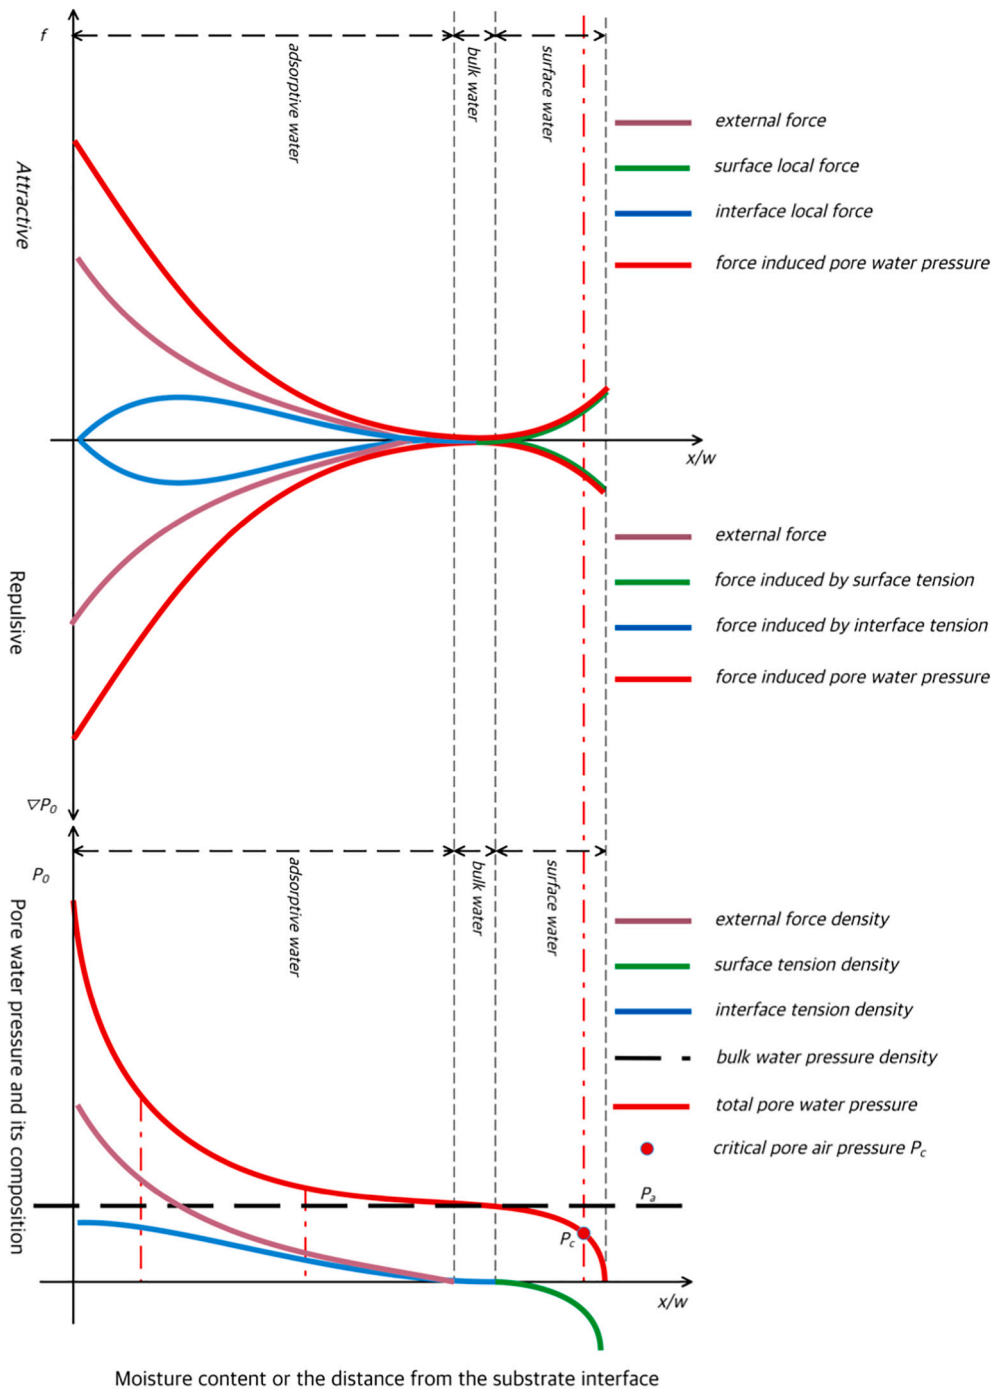 f
adsorptive water
bulk water
surface water
Attractive
external force
surface local force
interface local force
force induced pore water pressure
x/w
Repulsive
external force
force induced by surface tension
force induced by interface tension
force induced pore water pressure
▽P₀
P₀
adsorptive water
bulk water
surface water
Pore water pressure and its composition
external force density
surface tension density
interface tension density
bulk water pressure density
total pore water pressure
critical pore air pressure P꜀
Pₐ
P꜀
x/w
Moisture content or the distance from the substrate interface